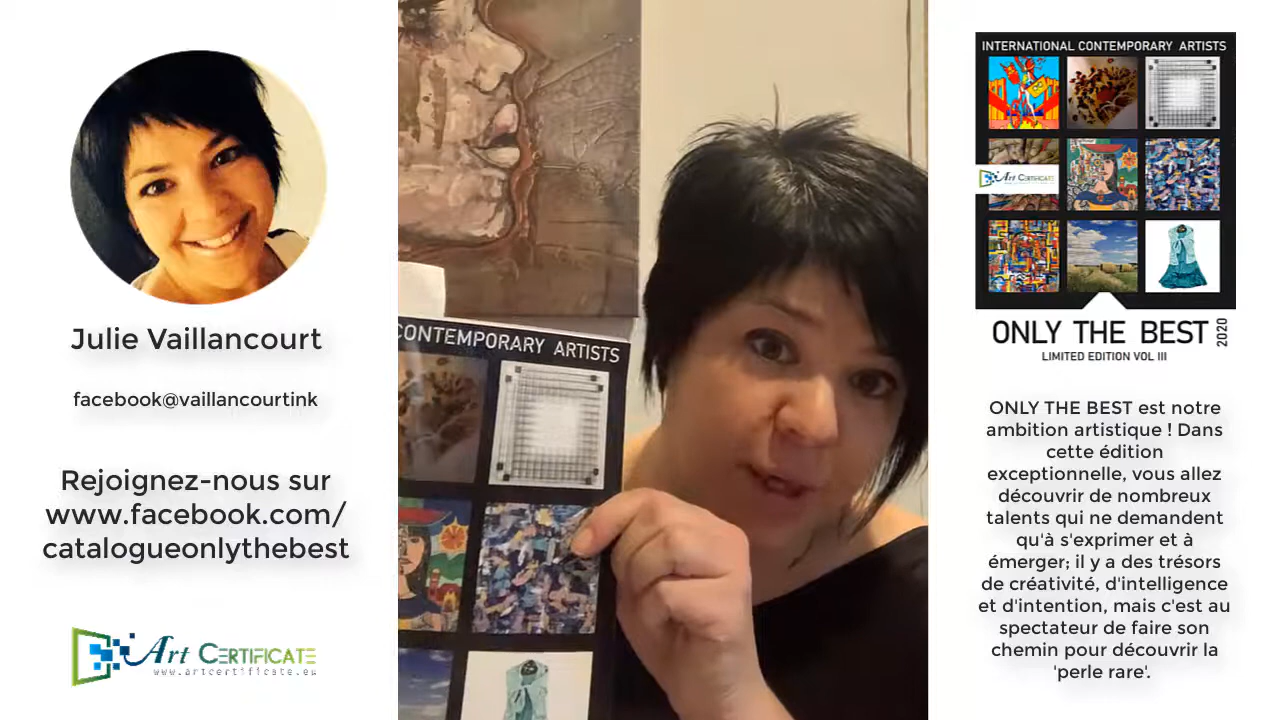 Julie Vaillancourt
facebook@vaillancourtink
Rejoignez-nous sur
www.facebook.com/
catalogueonlythebest
Art CERTIFICATE
www.artcertificate.eu
CONTEMPORARY ARTISTS
INTERNATIONAL CONTEMPORARY ARTISTS
Art CERTIFICATE
ONLY THE BEST 2020
LIMITED EDITION VOL III
ONLY THE BEST est notre
ambition artistique ! Dans
cette édition
exceptionnelle, vous allez
découvrir de nombreux
talents qui ne demandent
qu'à s'exprimer et à
émerger; il y a des trésors
de créativité, d'intelligence
et d'intention, mais c'est au
spectateur de faire son
chemin pour découvrir la
'perle rare'.